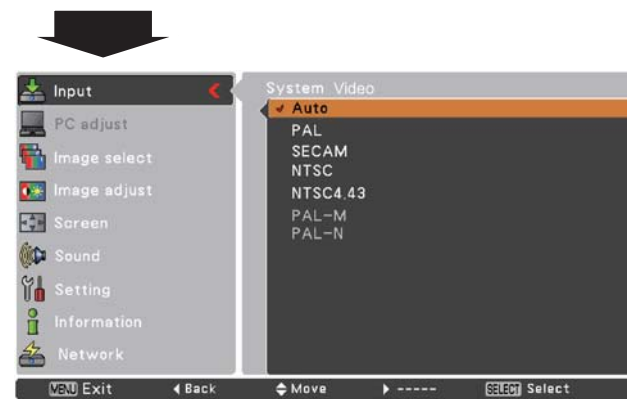 Input
PC adjust
Image select
Image adjust
Screen
Sound
Setting
Information
Network
System Video
Auto
PAL
SECAM
NTSC
NTSC4.43
PAL-M
PAL-N
MENU Exit Back Move ----- SELECT Select